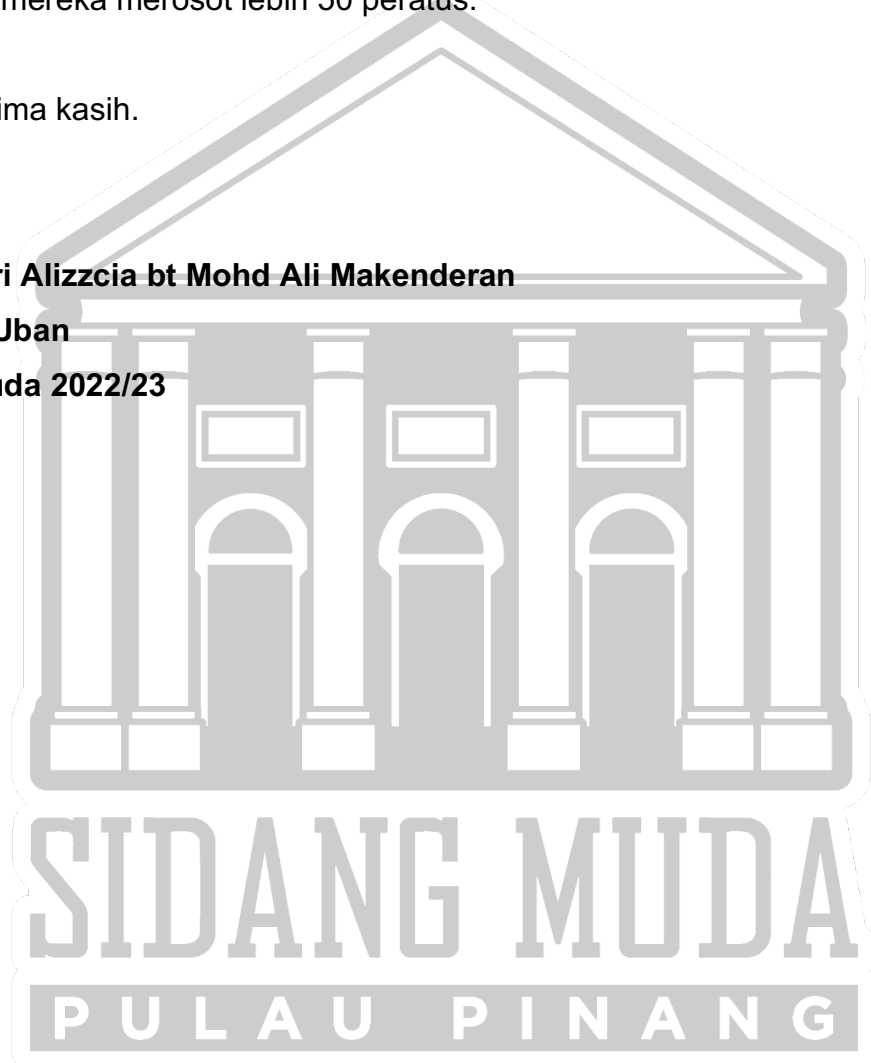 mereka merosot lebih 50 peratus.
ima kasih.
ri Alizzcia bt Mohd Ali Makenderan
Uban
uda 2022/23
SIDANG MUDA
PULAU PINANG